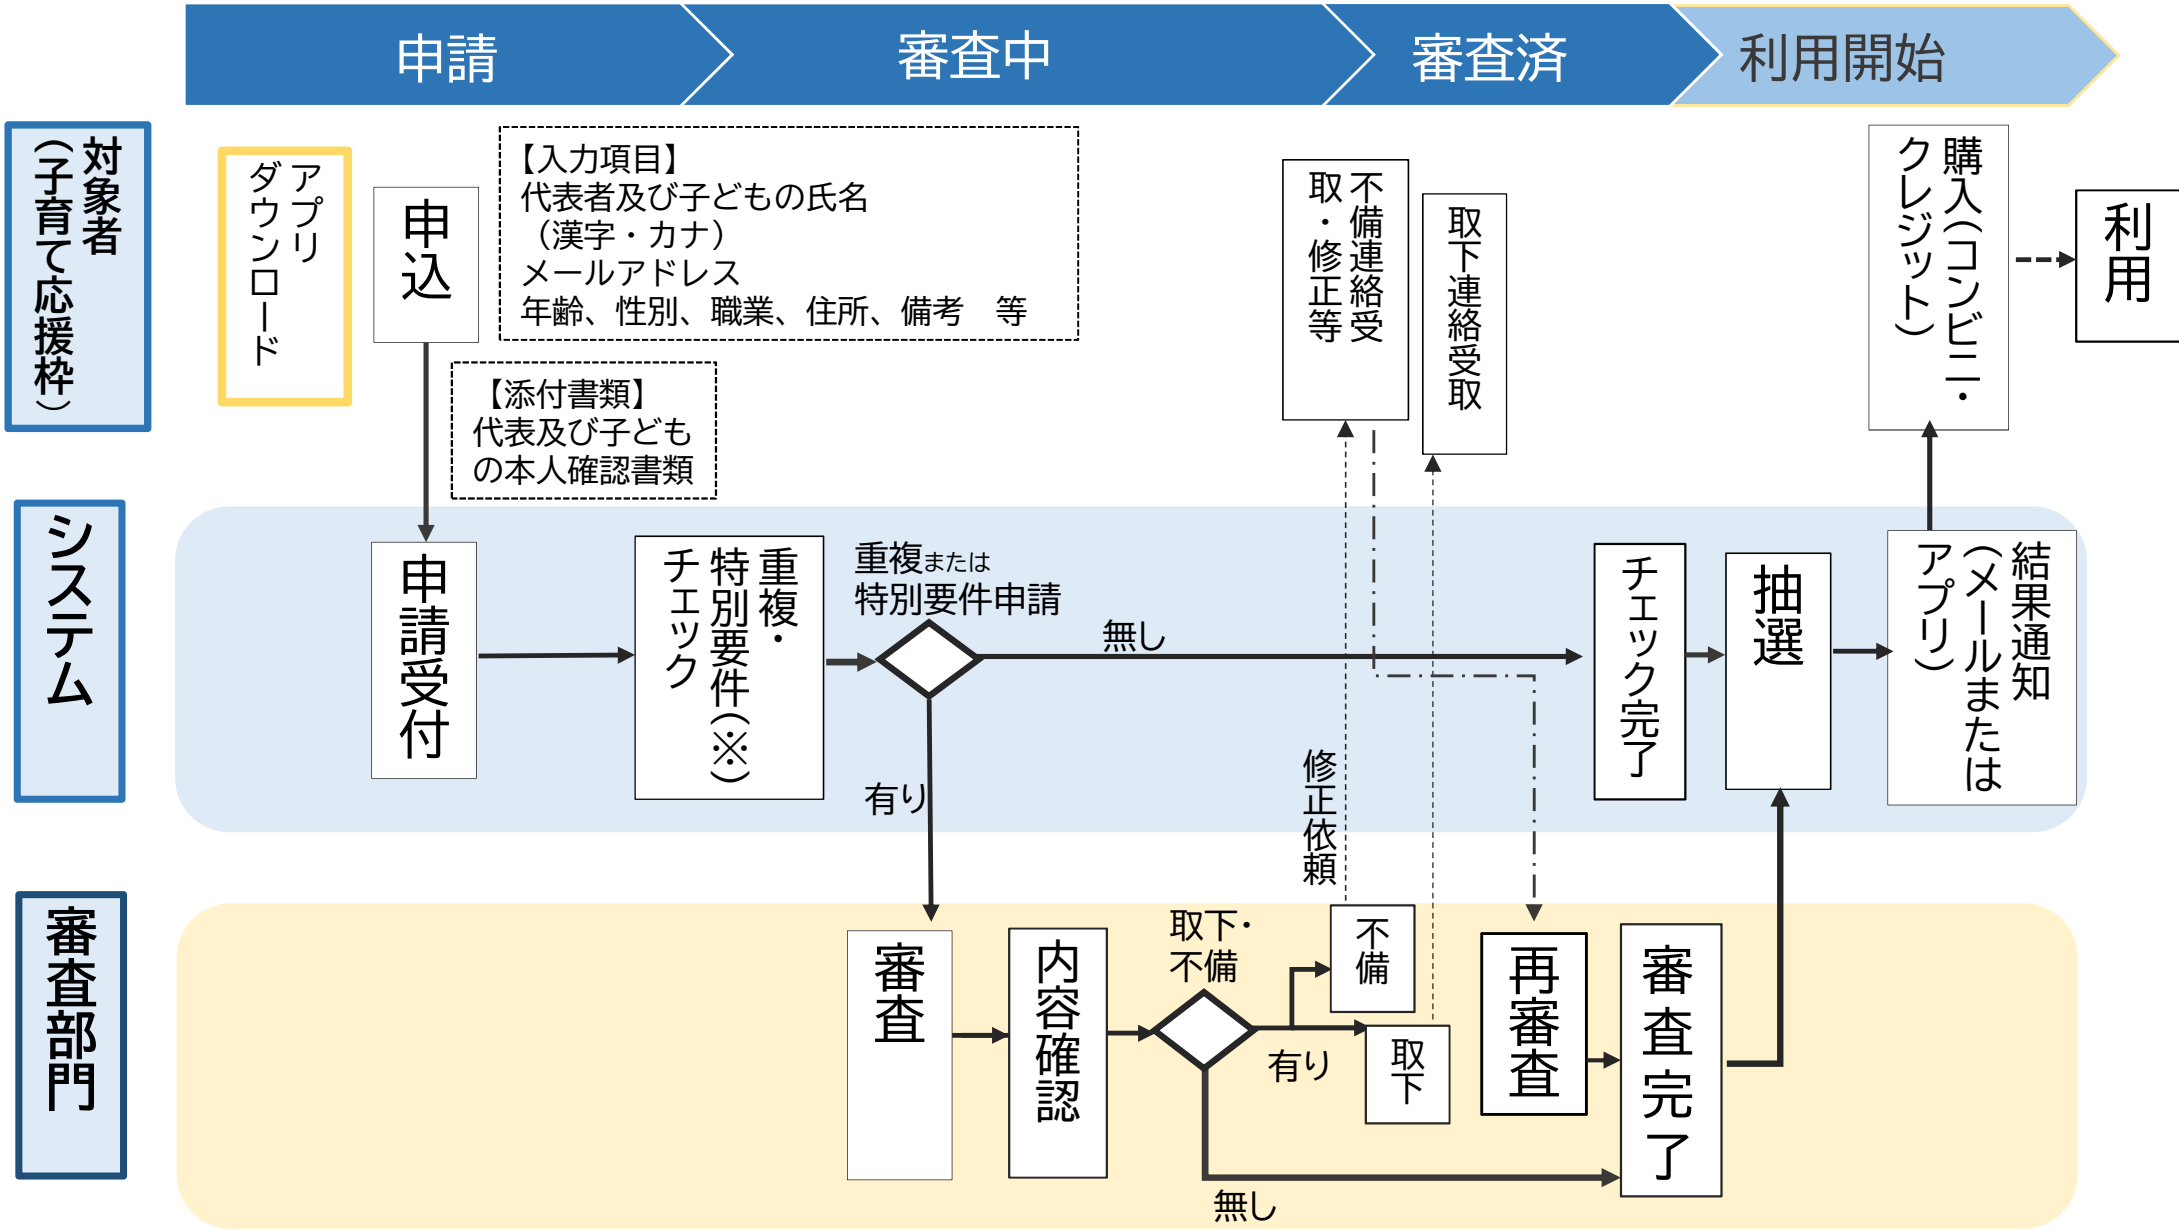 申請
審査中
審査済
利用開始
対象者
（子育て応援枠）
アプリ
ダウンロード
申込
【入力項目】
代表者及び子どもの氏名
（漢字・カナ）
メールアドレス
年齢、性別、職業、住所、備考　等
【添付書類】
代表及び子ども
の本人確認書類
不備連絡受
取・修正等
取下連絡受取
購入（コンビニ・
クレジット）
利用
システム
申請受付
重複・
特別要件（※）
チェック
重複または
特別要件申請
無し
有り
修正依頼
チェック完了
抽選
結果通知
（メールまたは
アプリ）
審査部門
審査
内容確認
取下・
不備
有り
無し
不備
取下
再審査
審査完了